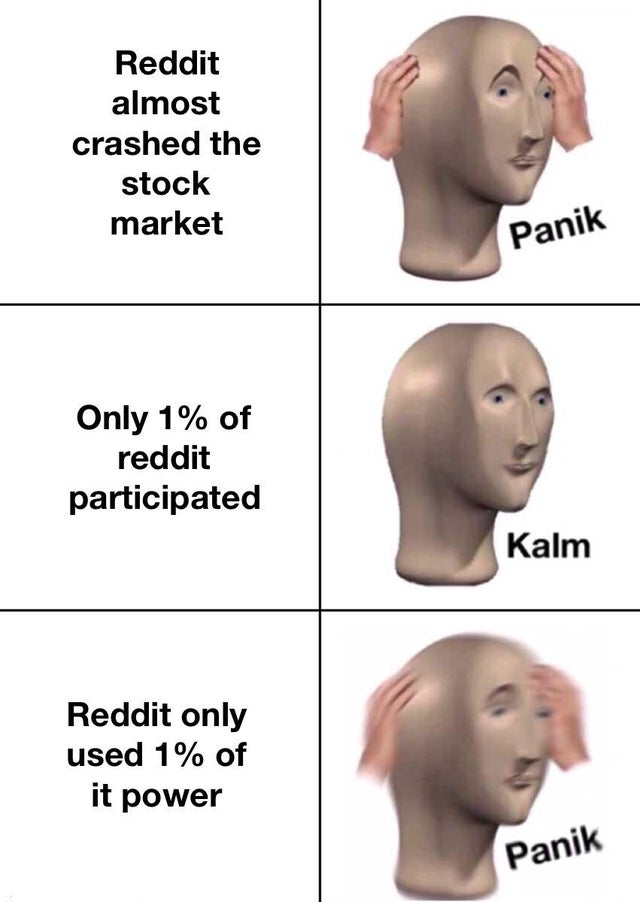 Reddit
almost
crashed the
stock
market
Panik
Only 1% of
reddit
participated
Kalm
Reddit only
used 1% of
it power
Panik